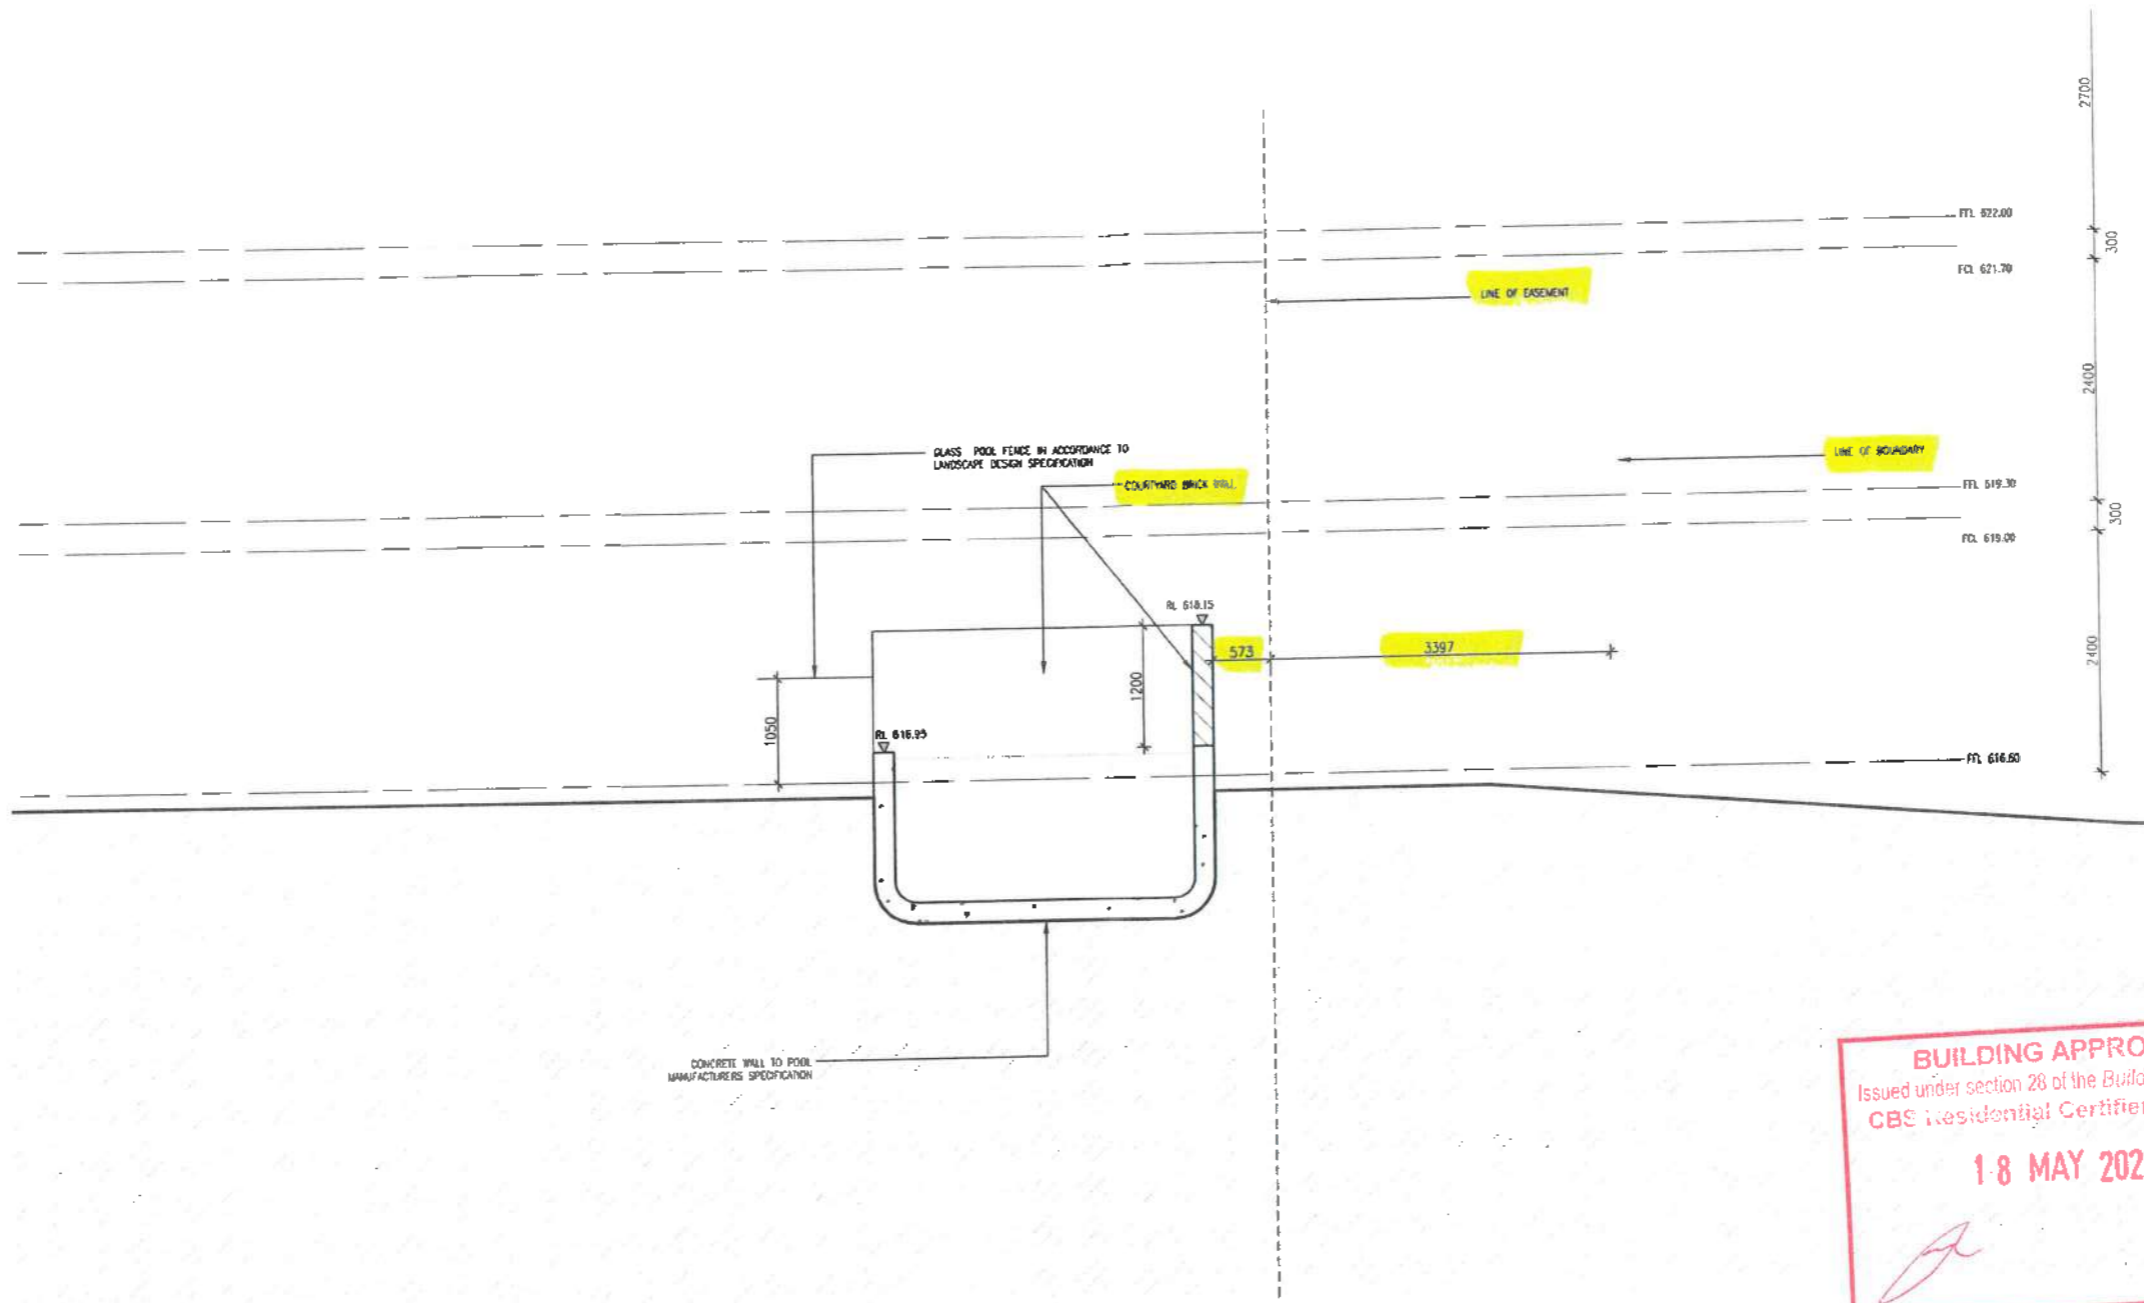 2700
FFL 622.00
300
FCL 621.70
LINE OF EASEMENT
2400
GLASS POOL FENCE IN ACCORDANCE TO
LANDSCAPE DESIGN SPECIFICATION
LINE OF BOUNDARY
COURTYARD BRICK WALL
FFL 619.30
300
FCL 619.00
RL 618.15
573
3397
2400
1200
1050
RL 616.95
FFL 616.60
CONCRETE WALL TO POOL
MANUFACTURERS SPECIFICATION
BUILDING APPRO
Issued under section 28 of the Build
CBS Residential Certifier
18 MAY 202